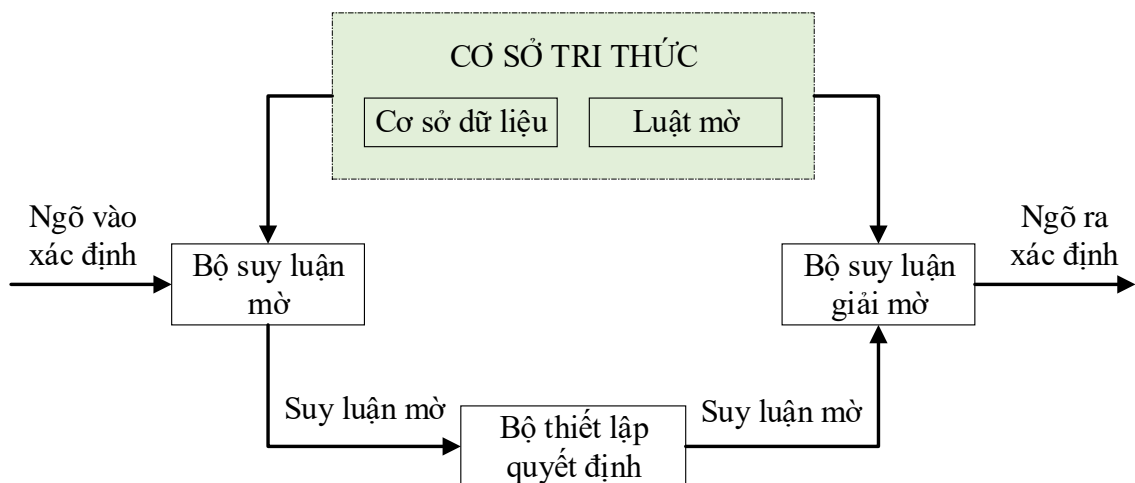 CƠ SỞ TRI THỨC
Cơ sở dữ liệu
Luật mờ
Ngõ vào
xác định
Bộ suy luận
mờ
Bộ suy luận
giải mờ
Ngõ ra
xác định
Suy luận mờ
Bộ thiết lập
quyết định
Suy luận mờ